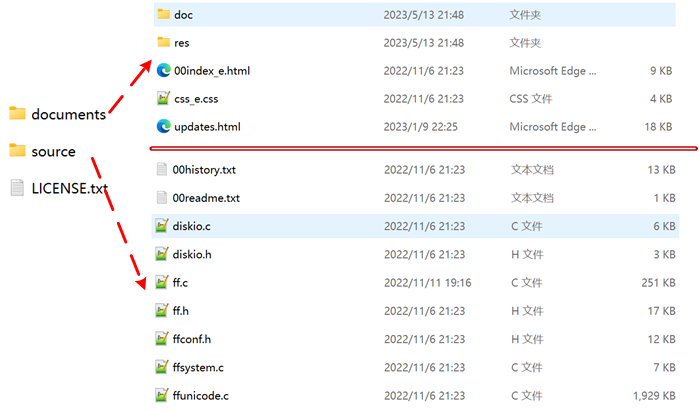 documents
source
LICENSE.txt
doc 2023/5/13 21:48 文件夹
res 2023/5/13 21:48 文件夹
00index_e.html 2022/11/6 21:23 Microsoft Edge ... 9 KB
css_e.css 2022/11/6 21:23 CSS 文件 4 KB
updates.html 2023/1/9 22:25 Microsoft Edge ... 18 KB
00history.txt 2022/11/6 21:23 文本文档 13 KB
00readme.txt 2022/11/6 21:23 文本文档 1 KB
diskio.c 2022/11/6 21:23 C 文件 6 KB
diskio.h 2022/11/6 21:23 H 文件 3 KB
ff.c 2022/11/11 19:16 C 文件 251 KB
ff.h 2022/11/6 21:23 H 文件 17 KB
ffconf.h 2022/11/6 21:23 H 文件 12 KB
ffsystem.c 2022/11/6 21:23 C 文件 7 KB
ffunicode.c 2022/11/6 21:23 C 文件 1,929 KB